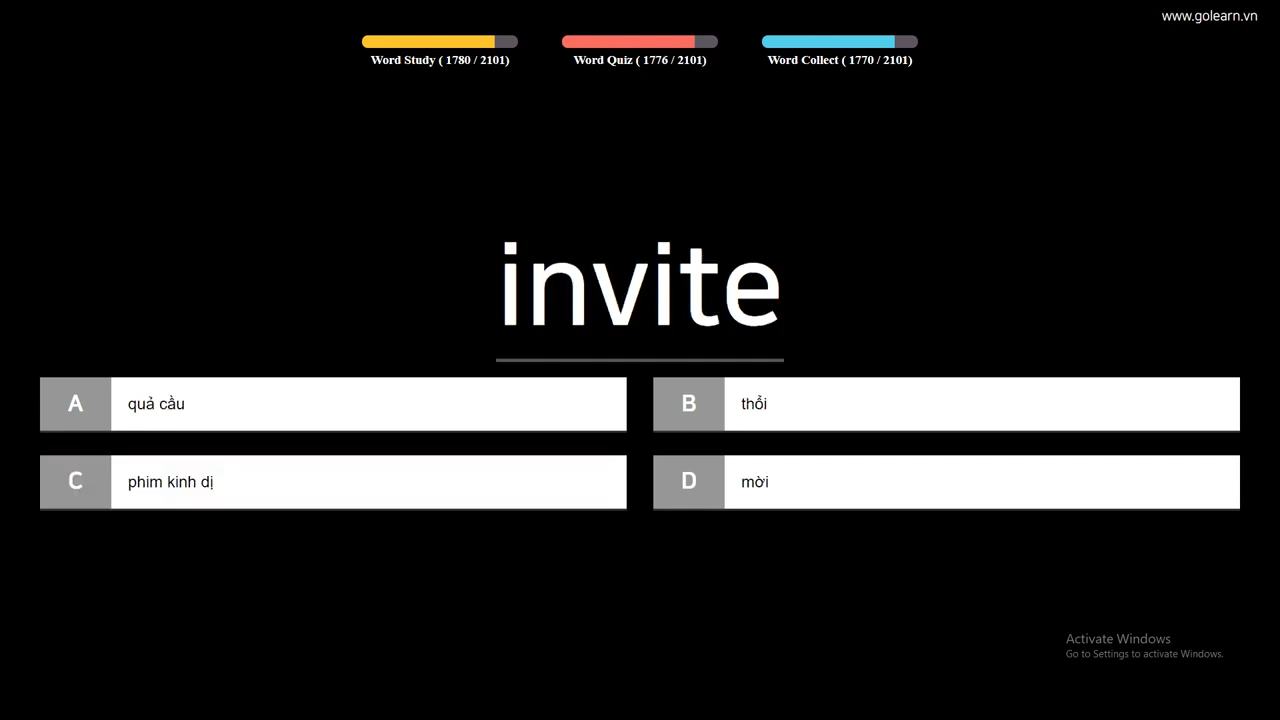 www.golearn.vn
Word Study ( 1780 / 2101)
Word Quiz ( 1776 / 2101)
Word Collect ( 1770 / 2101)
invite
A quả cầu
B thổi
C phim kinh dị
D mời
Activate Windows
Go to Settings to activate Windows.